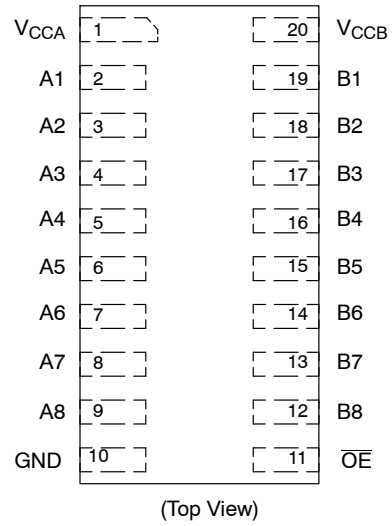 VCCA 1 20 VCCB
A1 2 19 B1
A2 3 18 B2
A3 4 17 B3
A4 5 16 B4
A5 6 15 B5
A6 7 14 B6
A7 8 13 B7
A8 9 12 B8
GND 10 11 O̅E̅
(Top View)